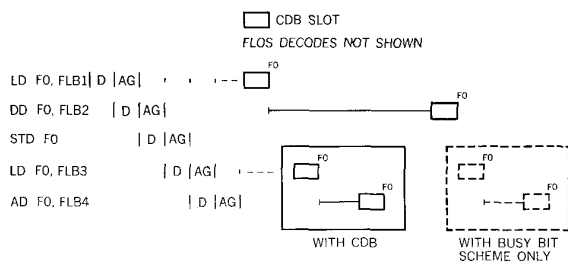 CDB SLOT
FLOS DECODES NOT SHOWN
LD F0, FLB1 | D | AG | F0
DD F0, FLB2 | D | AG | F0
STD F0 | D | AG |
LD F0, FLB3 | D | AG | F0 F0
AD F0, FLB4 | D | AG | F0 F0
WITH CDB
WITH BUSY BIT
SCHEME ONLY